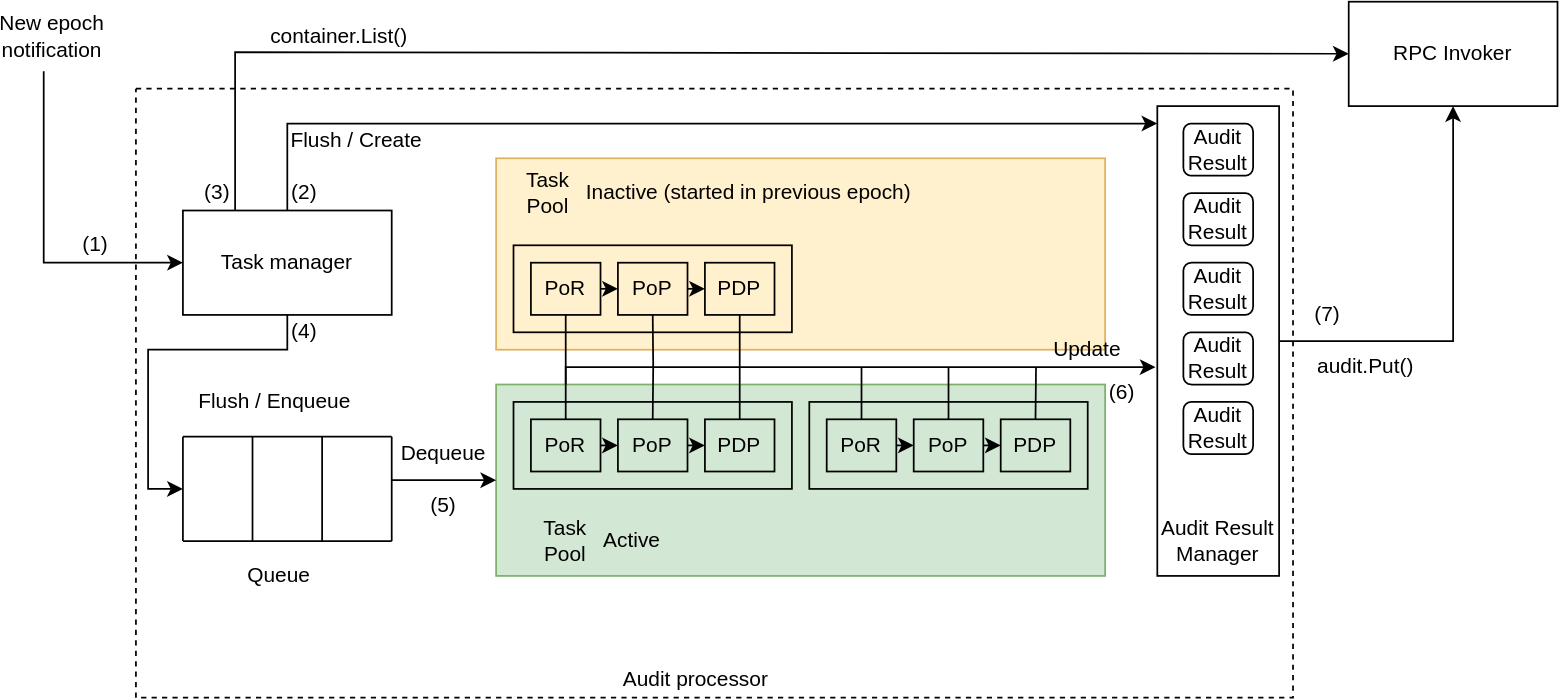 New epoch
notification
container.List()
RPC Invoker
Flush / Create
(3)
(2)
(1)
Task manager
(4)
Task
Pool
Inactive (started in previous epoch)
PoR
PoP
PDP
Audit
Result
Audit
Result
Audit
Result
Audit
Result
Audit
Result
Update
(6)
(7)
audit.Put()
Flush / Enqueue
Dequeue
(5)
PoR
PoP
PDP
PoR
PoP
PDP
Task
Pool
Active
Audit Result
Manager
Queue
Audit processor